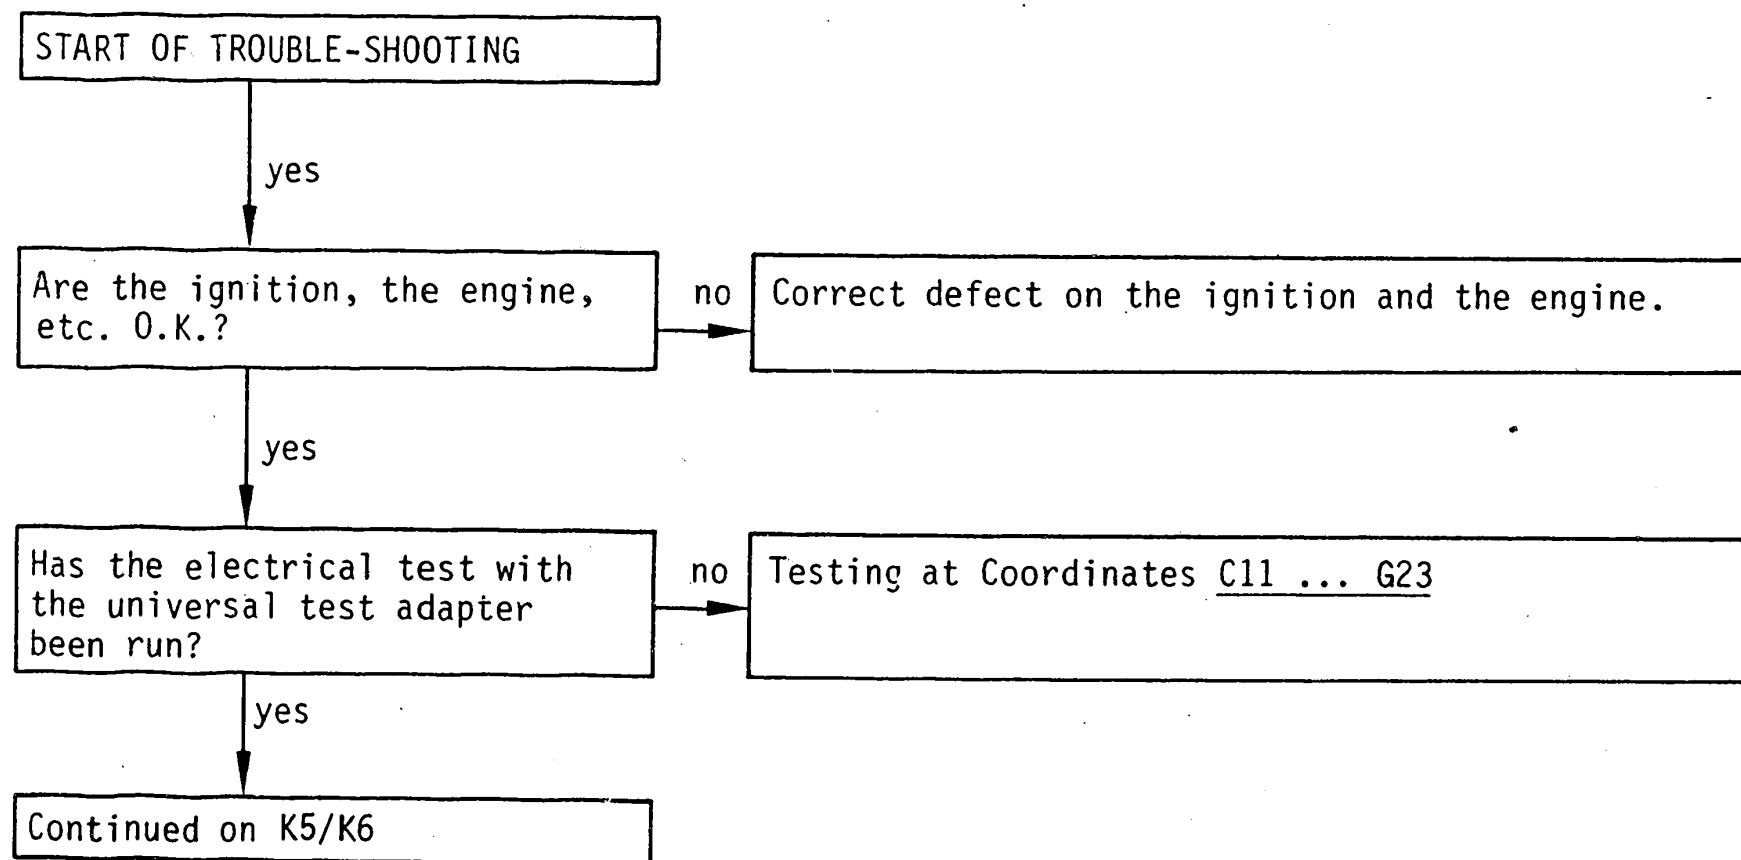 START OF TROUBLE-SHOOTING
yes
Are the ignition, the engine,
etc. O.K.?
no
Correct defect on the ignition and the engine.
yes
Has the electrical test with
the universal test adapter
been run?
no
Testing at Coordinates C11 ... G23
yes
Continued on K5/K6